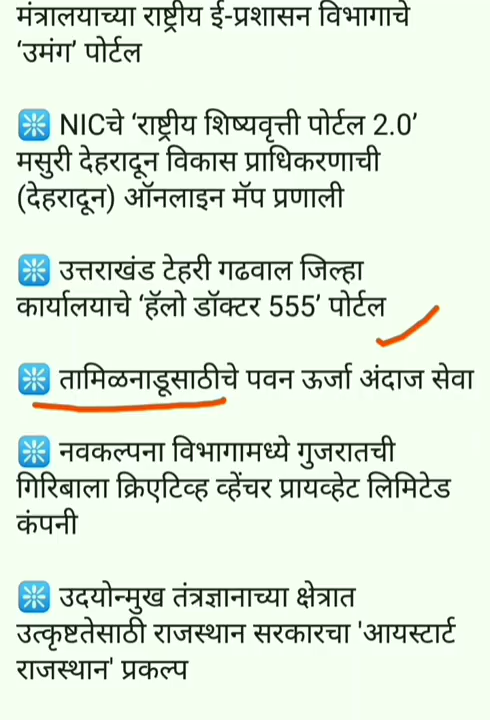 मंत्रालयाच्या राष्ट्रीय ई-प्रशासन विभागाचे
‘उमंग’ पोर्टल
NICचे ‘राष्ट्रीय शिष्यवृत्ती पोर्टल 2.0’
मसुरी देहरादून विकास प्राधिकरणाची
(देहरादून) ऑनलाइन मॅप प्रणाली
उत्तराखंड टेहरी गढवाल जिल्हा
कार्यालयाचे ‘हॅलो डॉक्टर 555’ पोर्टल
तामिळनाडूसाठीचे पवन ऊर्जा अंदाज सेवा
नवकल्पना विभागामध्ये गुजरातची
गिरिबाला क्रिएटिव्ह व्हेंचर प्रायव्हेट लिमिटेड
कंपनी
उदयोन्मुख तंत्रज्ञानाच्या क्षेत्रात
उत्कृष्टतेसाठी राजस्थान सरकारचा 'आयस्टार्ट
राजस्थान' प्रकल्प